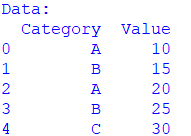 Data:
  Category  Value
0        A     10
1        B     15
2        A     20
3        B     25
4        C     30